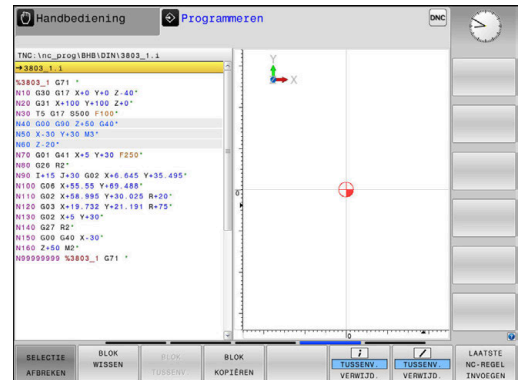 Handbediening
Programmeren
DNC
TNC:\nc_prog\BHB\DIN\3803_1.i
→3803_1.i
%3803_1 G71 *
N10 G30 G17 X+0 Y+0 Z-40*
N20 G31 X+100 Y+100 Z+0*
N30 T5 G17 S500 F100*
N40 G00 G90 Z+50 G40*
N50 X-30 Y+30 M3*
N60 Z-20*
N70 G01 G41 X+5 Y+30 F250*
N80 G26 R2*
N90 I+15 J+30 G02 X+6.645 Y+35.495*
N100 G06 X+55.55 Y+69.488*
N110 G02 X+58.995 Y+30.025 R+20*
N120 G03 X+19.732 Y+21.191 R+75*
N130 G02 X+5 Y+30*
N140 G27 R2*
N150 G00 G40 X-30*
N160 Z+50 M2*
N99999999 %3803_1 G71 *
Y
X
0
0
SELECTIE
AFBREKEN
BLOK
WISSEN
BLOK
TUSSENV.
BLOK
KOPIËREN
TUSSENV.
VERWIJD.
TUSSENV.
VERWIJD.
LAATSTE
NC-REGEL
INVOEGEN